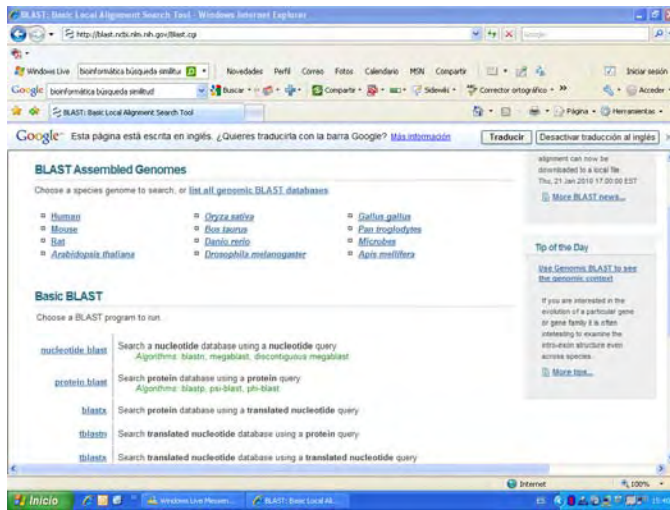 BLAST: Basic Local Alignment Search Tool - Windows Internet Explorer
http://blast.ncbi.nlm.nih.gov/Blast.cgi
Google
Windows Live bioinformática búsqueda similitud Novedades Perfil Correo Fotos Calendario MSN Compartir Iniciar sesión
Google bioinformática búsqueda similitud Buscar Comparte Sidewiki Corrector ortográfico Acceder
BLAST: Basic Local Alignment Search Tool Página Herramientas
Google Esta página está escrita en inglés. ¿Quieres traducirla con la barra Google? Más información Traducir Desactivar traducción al inglés
BLAST Assembled Genomes
Choose a species genome to search, or list all genomic BLAST databases.
Human
Mouse
Rat
Arabidopsis thaliana
Oryza sativa
Bos taurus
Danio rerio
Drosophila melanogaster
Gallus gallus
Pan troglodytes
Microbes
Apis mellifera
Basic BLAST
Choose a BLAST program to run.
nucleotide blast Search a nucleotide database using a nucleotide query
Algorithms: blastn, megablast, discontiguous megablast
protein blast Search protein database using a protein query
Algorithms: blastp, psi-blast, phi-blast
blastx Search protein database using a translated nucleotide query
tblastn Search translated nucleotide database using a protein query
tblastx Search translated nucleotide database using a translated nucleotide query
alignment can now be
downloaded to a local file
Thu, 21 Jan 2010 17:00:00 EST
More BLAST news...
Tip of the Day
Use Genomic BLAST to see
the genomic context
If you are interested in the
evolution of a particular gene
or gene family it is often
interesting to examine the
intro-exon structure even
across species.
More tips...
Internet 100%
Inicio Windows Live Messen... BLAST: Basic Local Al... ES 15:40